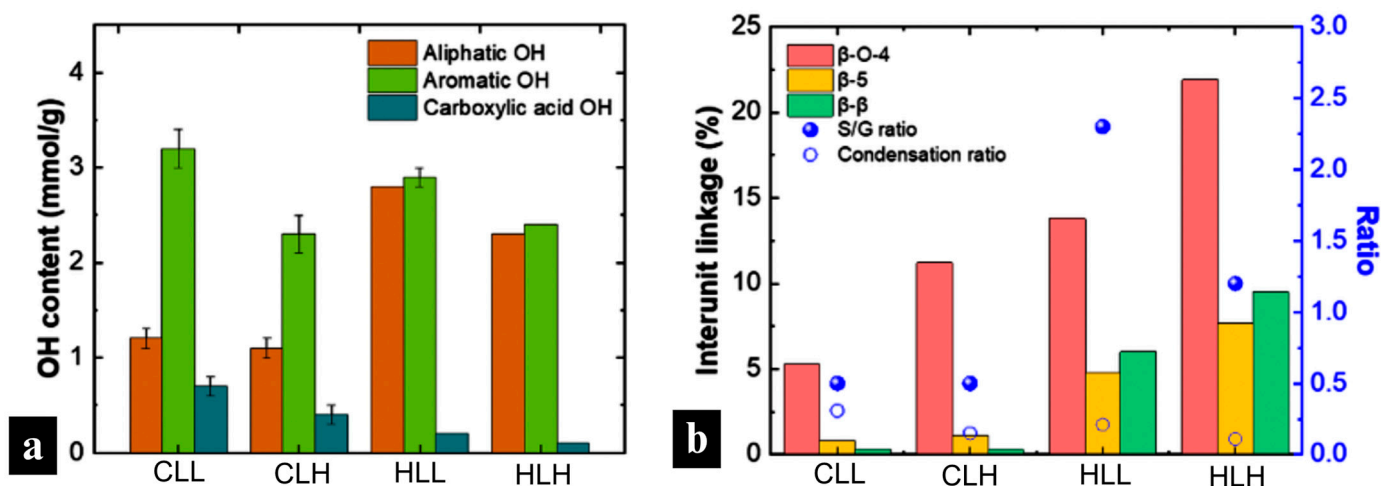 OH content (mmol/g)
4
3
2
1
0
Aliphatic OH
Aromatic OH
Carboxylic acid OH
CLL CLH HLL HLH
a
Interunit linkage (%)
25
20
15
10
5
0
β-O-4
β-5
β-β
S/G ratio
Condensation ratio
3.0
2.5
2.0
1.5
1.0
0.5
0.0
Ratio
CLL CLH HLL HLH
b